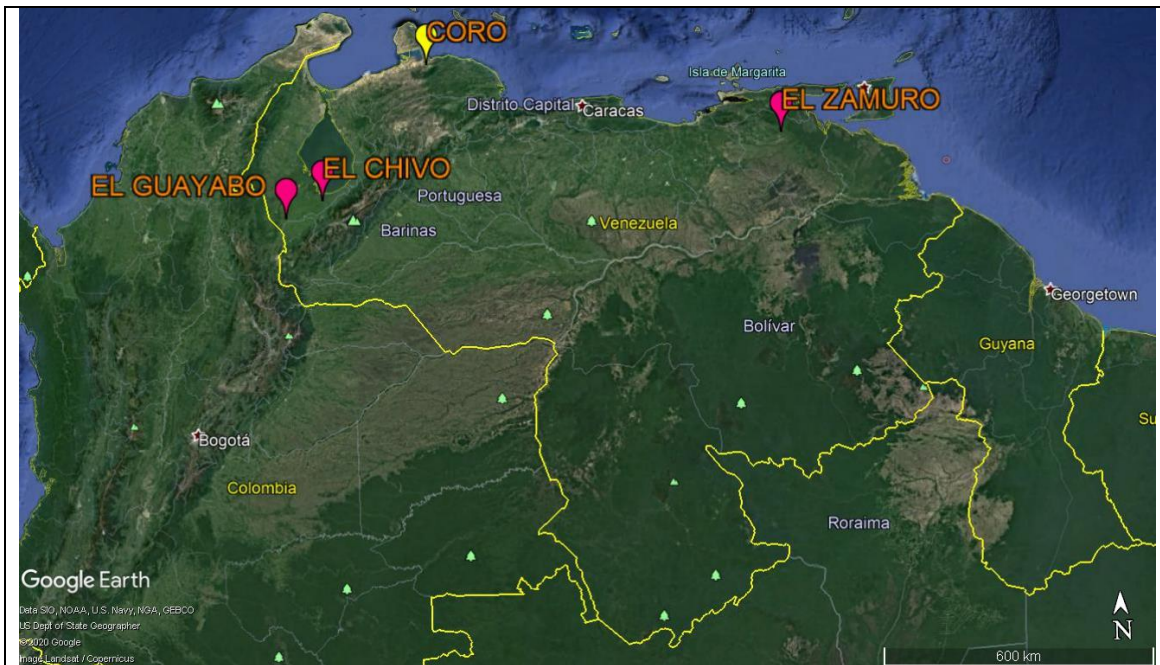 CORO
Isla de Margarita
Distrito Capital
Caracas
EL ZAMURO
EL CHIVO
EL GUAYABO
Portuguesa
Barinas
Venezuela
Georgetown
Bolívar
Guyana
Su
Bogotá
Colombia
Roraima
Google Earth
Data SIO, NOAA, U.S. Navy, NGA, GEBCO
US Dept of State Geographer
©2020 Google
Image Landsat / Copernicus
N
600 km